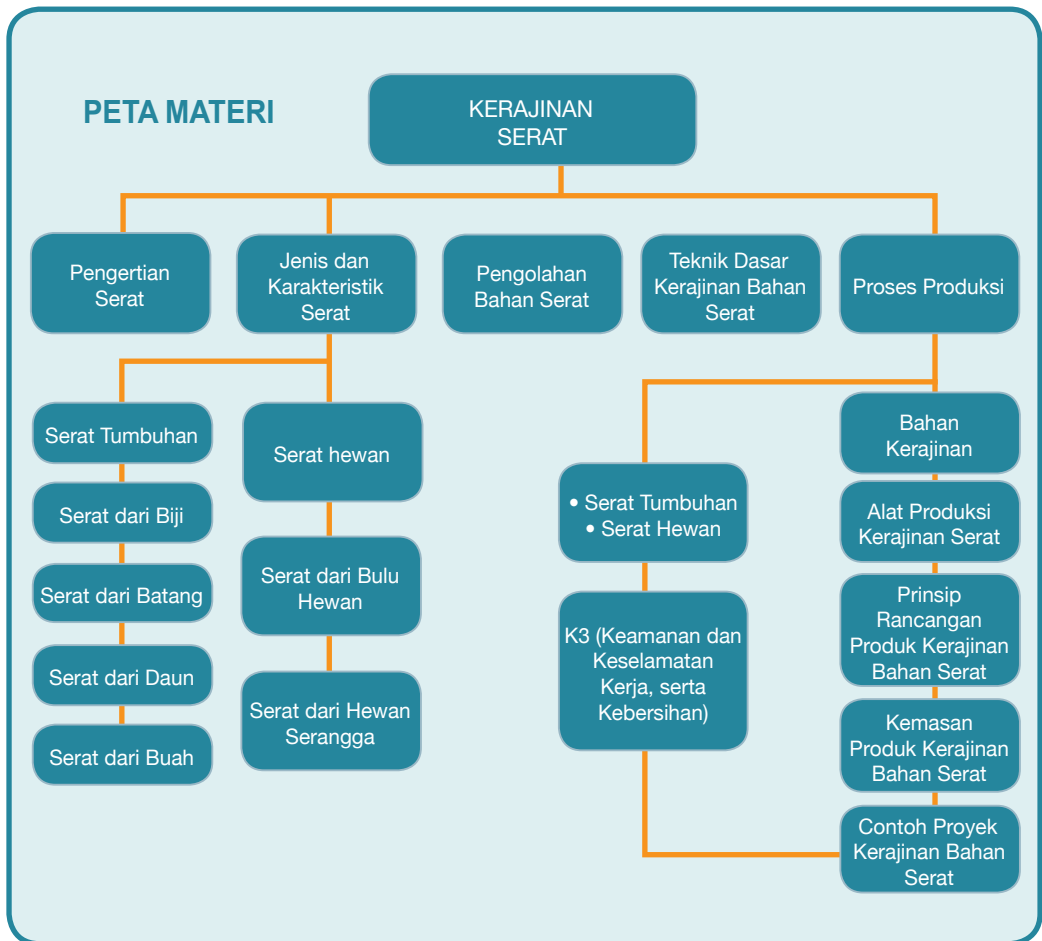 PETA MATERI
KERAJINAN
SERAT
Pengertian
Serat
Jenis dan
Karakteristik
Serat
Pengolahan
Bahan Serat
Teknik Dasar
Kerajinan Bahan
Serat
Proses Produksi
Serat Tumbuhan
Serat dari Biji
Serat dari Batang
Serat dari Daun
Serat dari Buah
Serat hewan
Serat dari Bulu
Hewan
Serat dari Hewan
Serangga
• Serat Tumbuhan
• Serat Hewan
K3 (Keamanan dan
Keselamatan
Kerja, serta
Kebersihan)
Bahan
Kerajinan
Alat Produksi
Kerajinan Serat
Prinsip
Rancangan
Produk Kerajinan
Bahan Serat
Kemasan
Produk Kerajinan
Bahan Serat
Contoh Proyek
Kerajinan Bahan
Serat